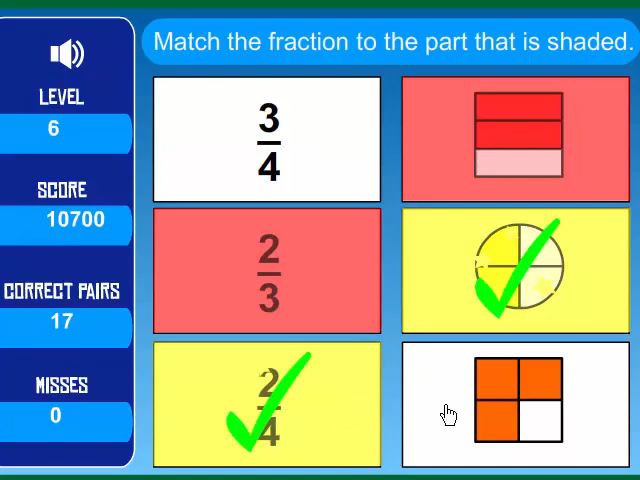 Match the fraction to the part that is shaded.
LEVEL
6
SCORE
10700
CORRECT PAIRS
17
MISSES
0
3
4
2
3
2
4